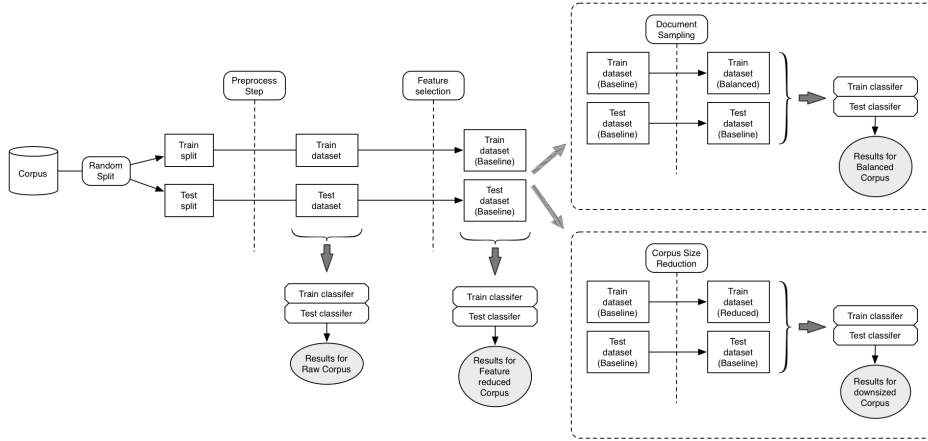 Corpus
Random
Split
Train
split
Test
split
Preprocess
Step
Train
dataset
Test
dataset
Train classifer
Test classifer
Results for
Raw Corpus
Feature
selection
Train
dataset
(Baseline)
Test
dataset
(Baseline)
Train classifer
Test classifer
Results for
Feature
reduced
Corpus
Document
Sampling
Train
dataset
(Baseline)
Train
dataset
(Balanced)
Test
dataset
(Baseline)
Test
dataset
(Baseline)
Train classifer
Test classifer
Results for
Balanced
Corpus
Corpus Size
Reduction
Train
dataset
(Baseline)
Train
dataset
(Reduced)
Test
dataset
(Baseline)
Test
dataset
(Baseline)
Train classifer
Test classifer
Results for
downsized
Corpus